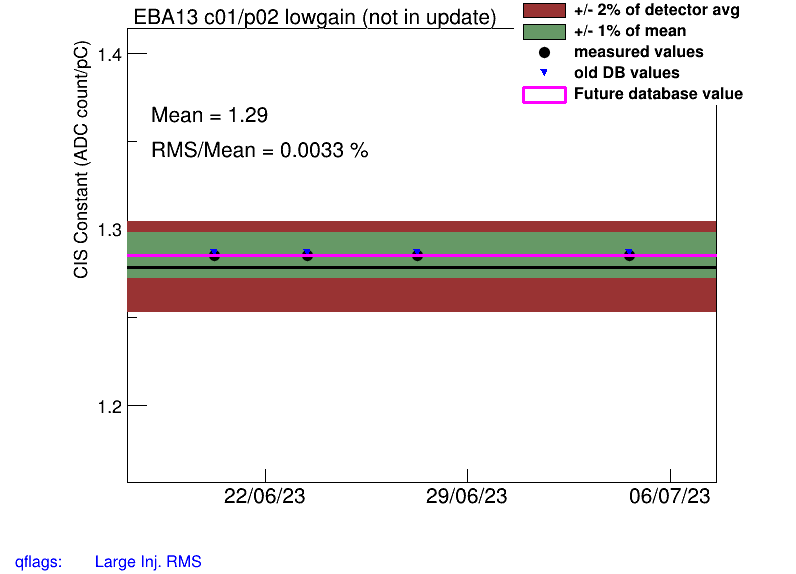 EBA13 c01/p02 lowgain (not in update)
+/- 2% of detector avg
+/- 1% of mean
measured values
old DB values
Future database value
CIS Constant (ADC count/pC)
1.4
Mean = 1.29
RMS/Mean = 0.0033 %
1.3
1.2
22/06/23 29/06/23 06/07/23
qflags: Large Inj. RMS